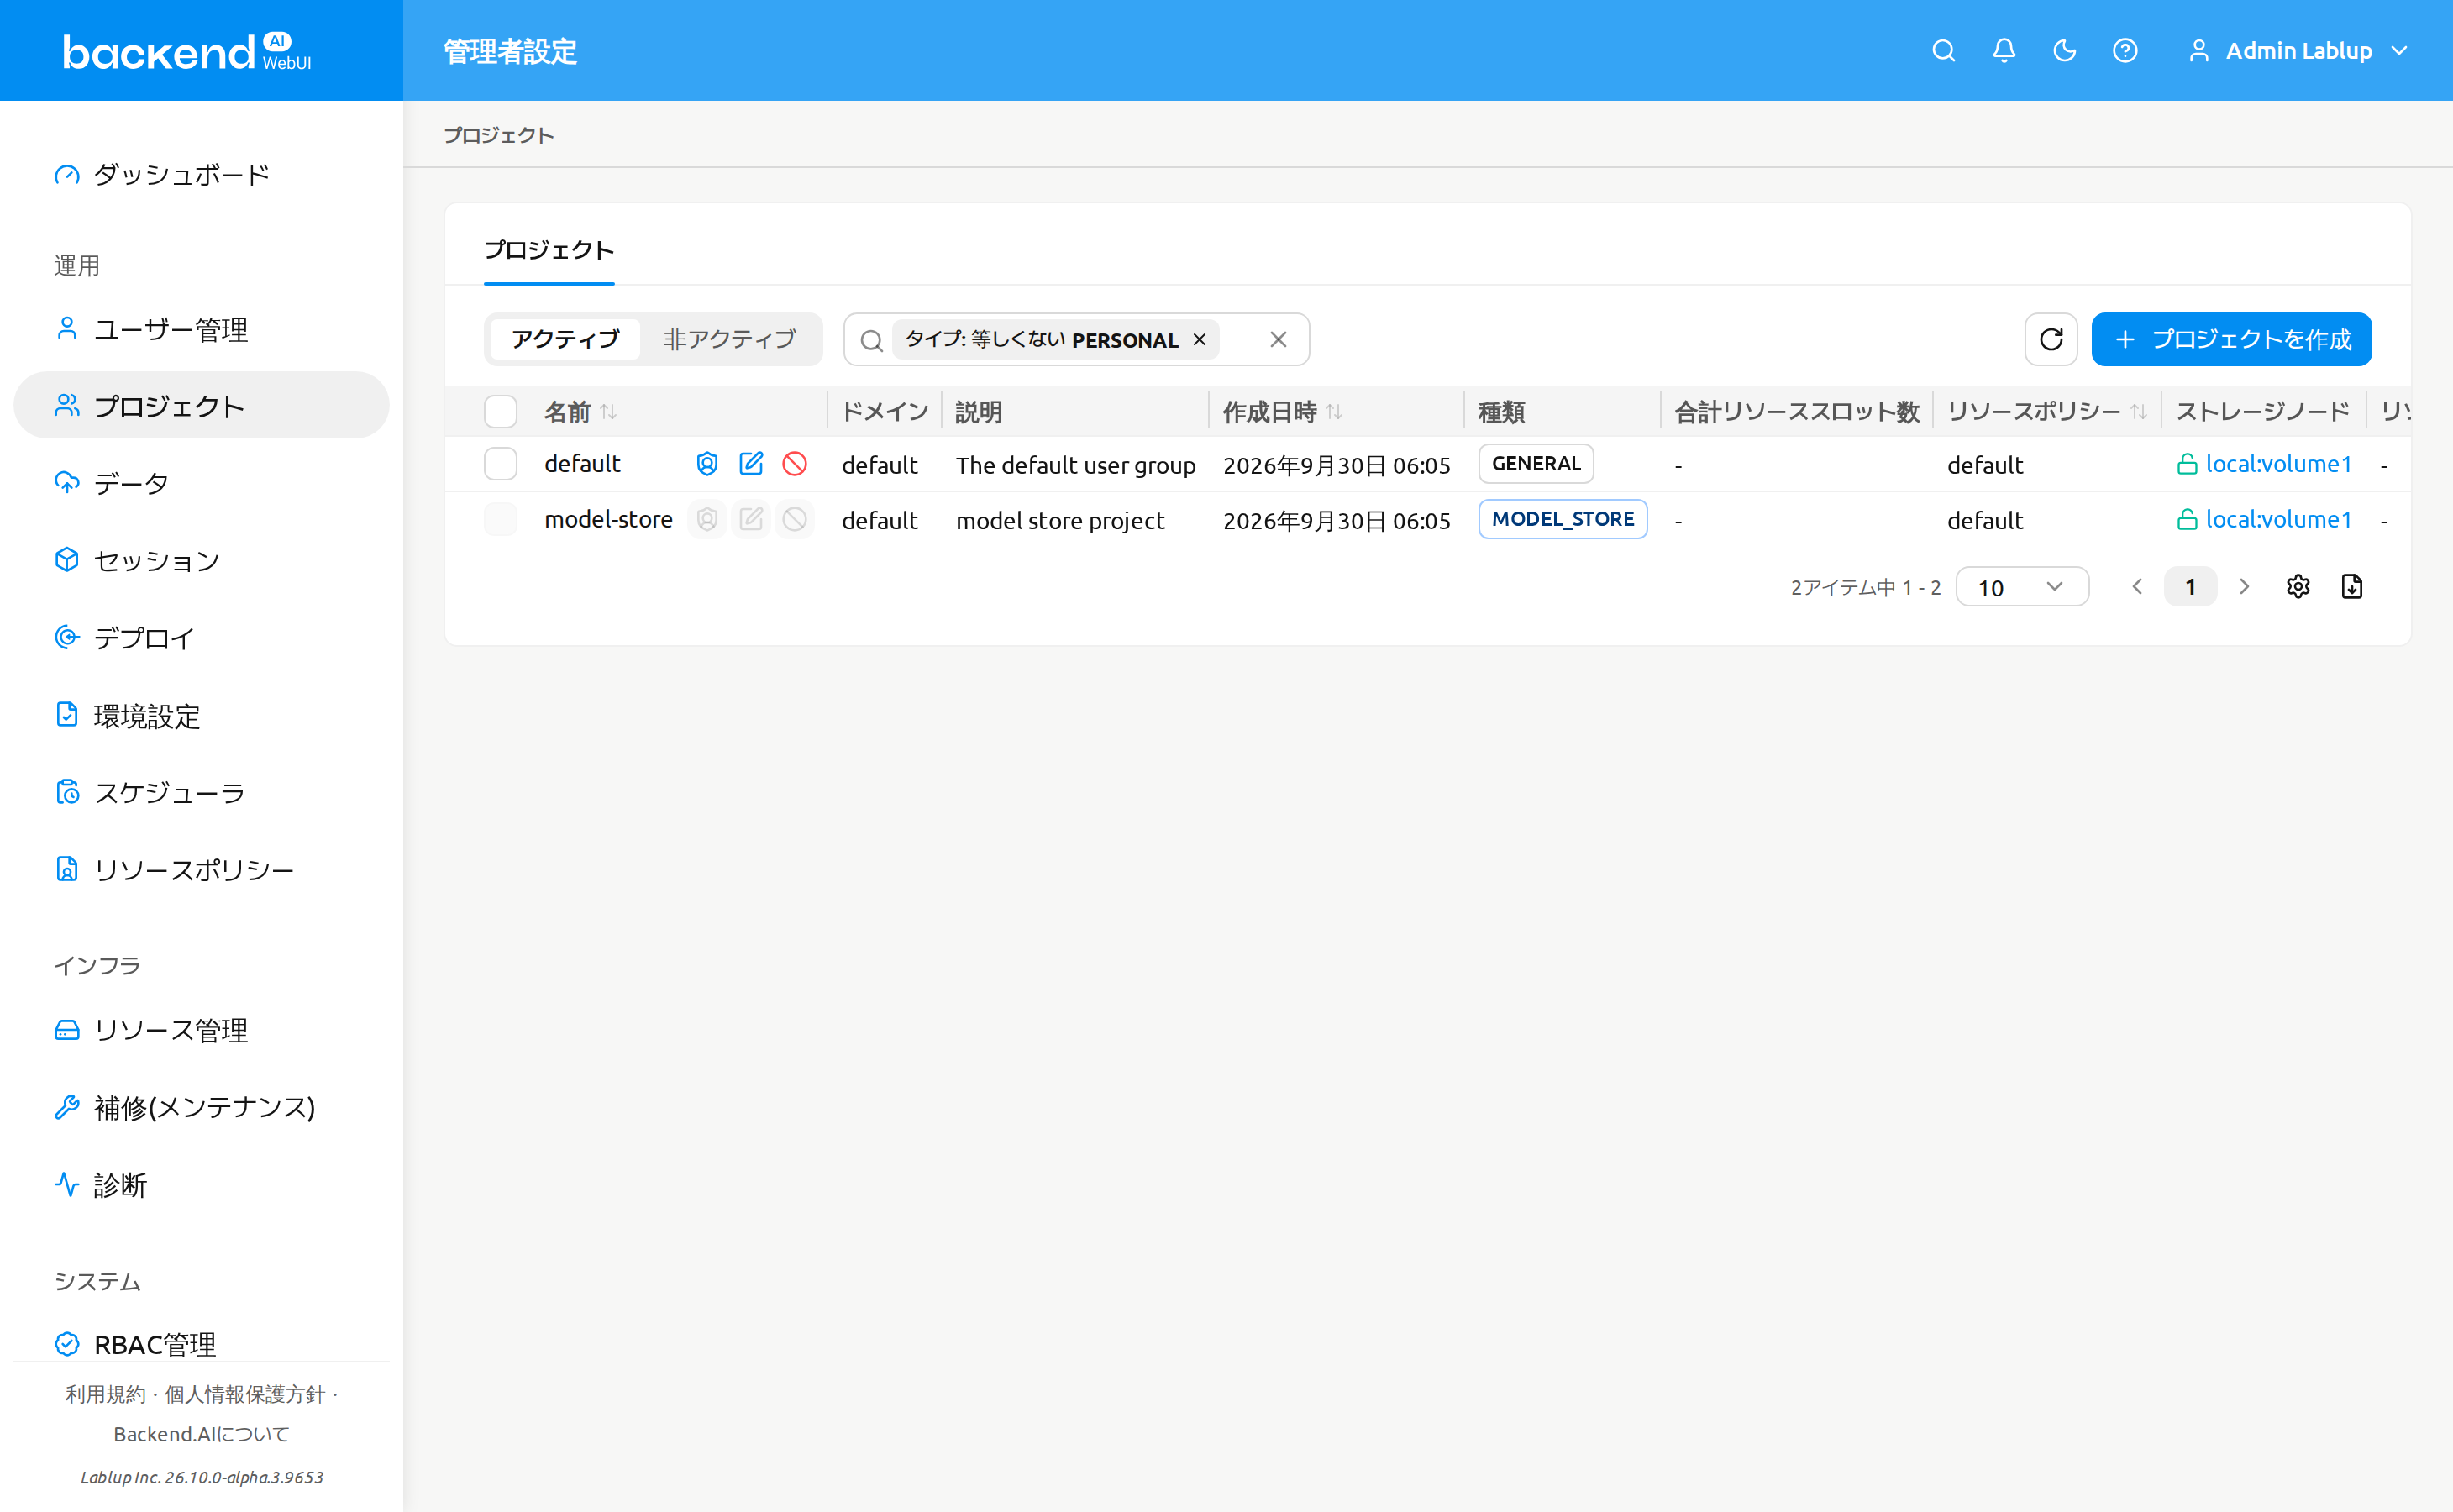 backend AI WebUI
管理者設定
Admin Lablup
プロジェクト
ダッシュボード
運用
ユーザー管理
プロジェクト
データ
セッション
デプロイ
環境設定
スケジューラ
リソースポリシー
インフラ
リソース管理
補修(メンテナンス)
診断
システム
RBAC管理
利用規約 · 個人情報保護方針 ·
Backend.AIについて
Lablup Inc. 26.10.0-alpha.3.9653
プロジェクト
アクティブ 非アクティブ タイプ: 等しくない PERSONAL プロジェクトを作成
名前 ドメイン 説明 作成日時 種類 合計リソーススロット数 リソースポリシー ストレージノード リソ
default default The default user group 2026年9月30日 06:05 GENERAL - default local:volume1 -
model-store default model store project 2026年9月30日 06:05 MODEL_STORE - default local:volume1 -
2アイテム中 1 - 2 10 1